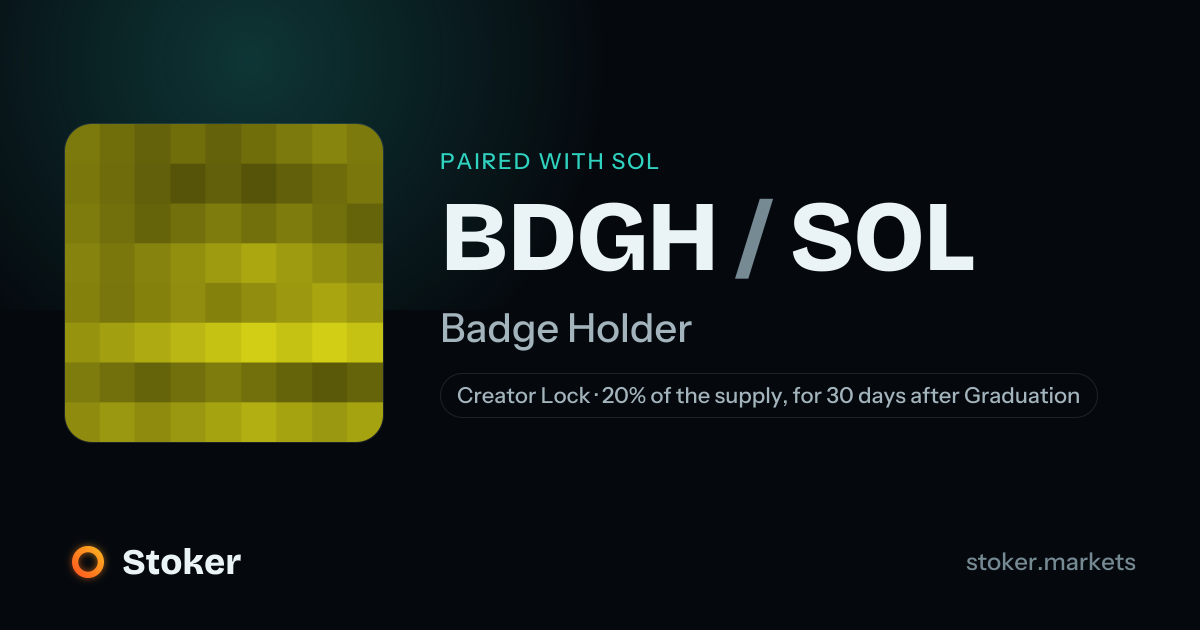 PAIRED WITH SOL
BDGH / SOL
Badge Holder
Creator Lock · 20% of the supply, for 30 days after Graduation
Stoker
stoker.markets